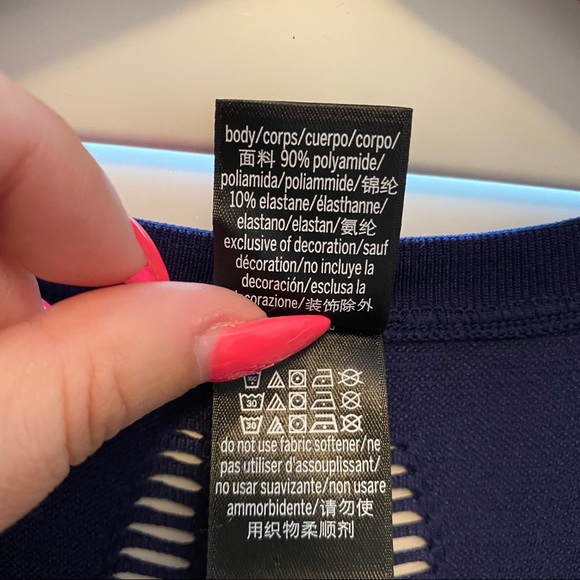 body/corps/cuerpo/corpo/
面料 90% polyamide/
poliamida/poliammide/锦纶
10% elastane/élasthanne/
elastano/elastan/氨纶
exclusive of decoration/sauf
décoration/no incluye la
decoración/esclusa la
decorazione/装饰除外
30
30
do not use fabric softener/ne
pas utiliser d'assouplissant/
no usar suavizante/non usare
ammorbidente/请勿使
用织物柔顺剂